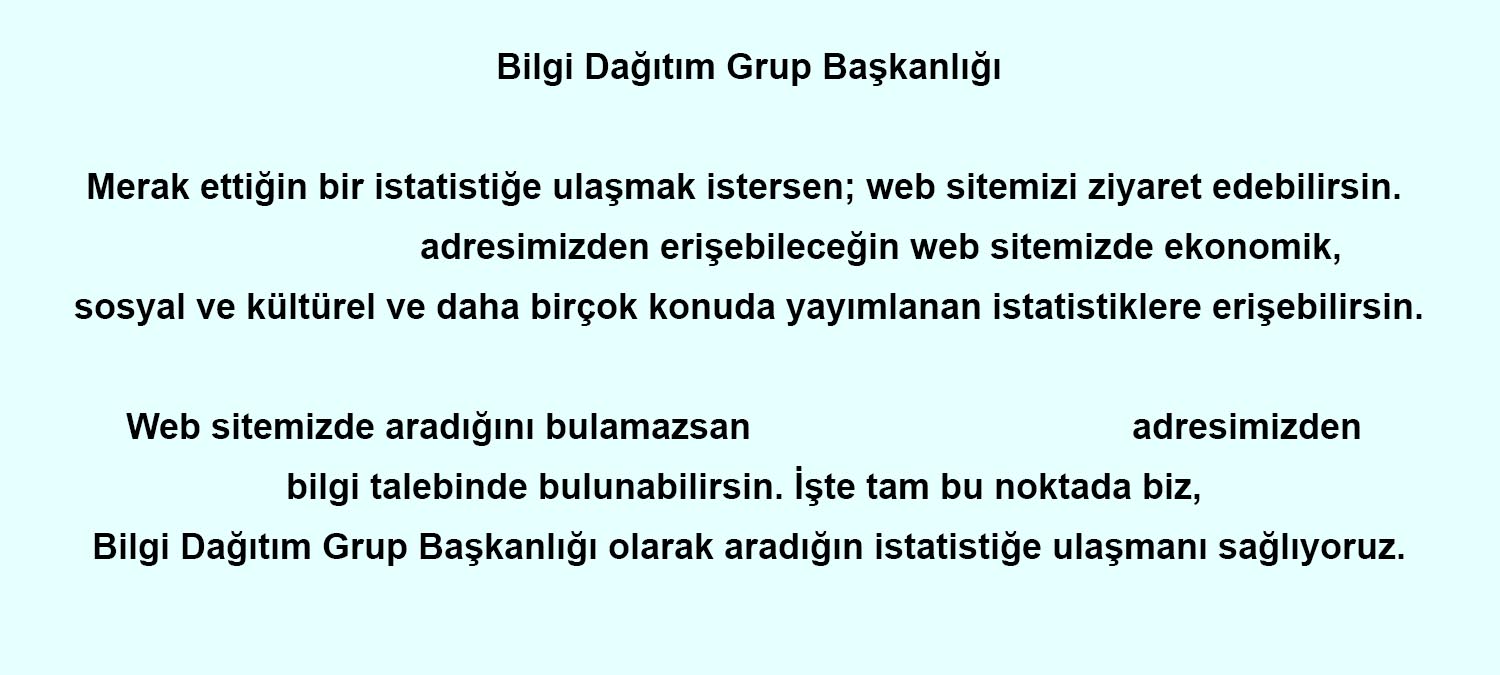 Bilgi Dağıtım Grup Başkanlığı
Merak ettiğin bir istatistiğe ulaşmak istersen; web sitemizi ziyaret edebilirsin.
adresimizden erişebileceğin web sitemizde ekonomik,
sosyal ve kültürel ve daha birçok konuda yayımlanan istatistiklere erişebilirsin.
Web sitemizde aradığını bulamazsan adresimizden
bilgi talebinde bulunabilirsin. İşte tam bu noktada biz,
Bilgi Dağıtım Grup Başkanlığı olarak aradığın istatistiğe ulaşmanı sağlıyoruz.